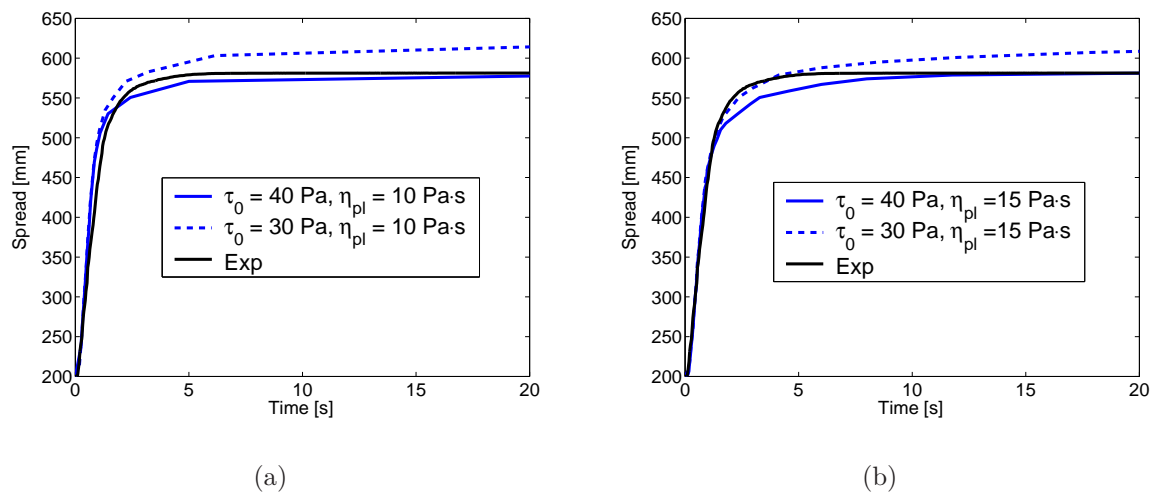 650
600
550
500
450
400
350
300
250
200
0
5
10
15
20
Spread [mm]
Time [s]
τ0 = 40 Pa, ηpl = 10 Pa·s
τ0 = 30 Pa, ηpl = 10 Pa·s
Exp
(a)
650
600
550
500
450
400
350
300
250
200
0
5
10
15
20
Spread [mm]
Time [s]
τ0 = 40 Pa, ηpl =15 Pa·s
τ0 = 30 Pa, ηpl =15 Pa·s
Exp
(b)